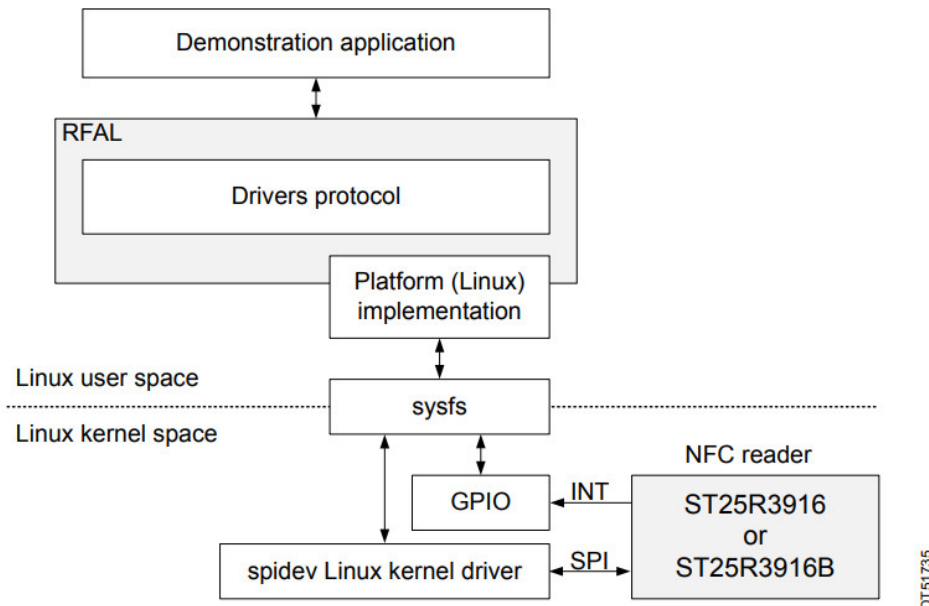 Demonstration application
RFAL
Drivers protocol
Platform (Linux)
implementation
Linux user space
sysfs
Linux kernel space
NFC reader
GPIO
INT
ST25R3916
or
ST25R3916B
spidev Linux kernel driver
SPI
DT51735